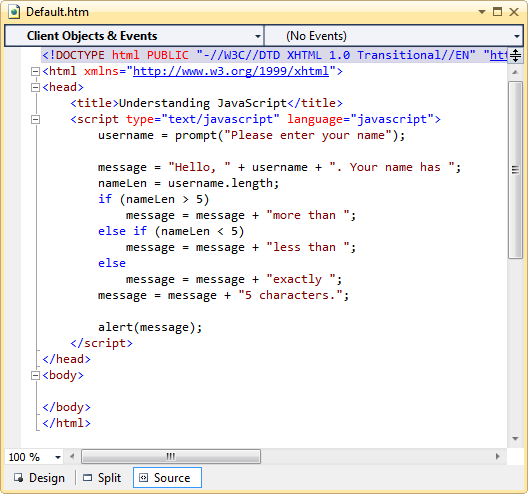 Default.htm
Client Objects & Events (No Events)
<!DOCTYPE html PUBLIC "-//W3C//DTD XHTML 1.0 Transitional//EN" "htt
<html xmlns="http://www.w3.org/1999/xhtml">
<head>
<title>Understanding JavaScript</title>
<script type="text/javascript" language="javascript">
username = prompt("Please enter your name");
message = "Hello, " + username + ". Your name has ";
nameLen = username.length;
if (nameLen > 5)
message = message + "more than ";
else if (nameLen < 5)
message = message + "less than ";
else
message = message + "exactly ";
message = message + "5 characters.";
alert(message);
</script>
</head>
<body>
</body>
</html>
100 %
Design Split Source